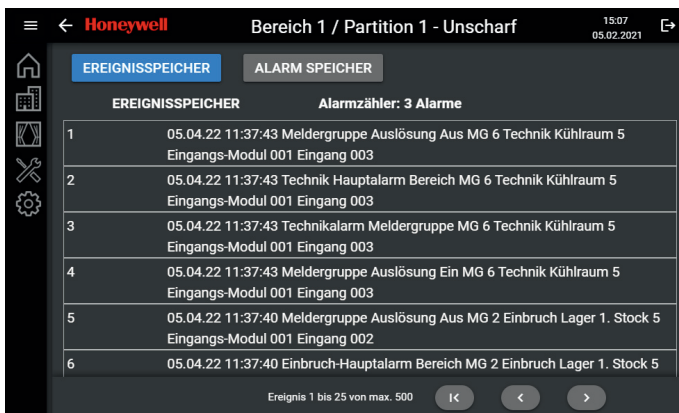 Honeywell
Bereich 1 / Partition 1 - Unscharf
15:07
05.02.2021
EREIGNISSPEICHER
ALARM SPEICHER
EREIGNISSPEICHER
Alarmzähler: 3 Alarme
1
05.04.22 11:37:43 Meldergruppe Auslösung Aus MG 6 Technik Kühlraum 5
Eingangs-Modul 001 Eingang 003
2
05.04.22 11:37:43 Technik Hauptalarm Bereich MG 6 Technik Kühlraum 5
Eingangs-Modul 001 Eingang 003
3
05.04.22 11:37:43 Technikalarm Meldergruppe MG 6 Technik Kühlraum 5
Eingangs-Modul 001 Eingang 003
4
05.04.22 11:37:43 Meldergruppe Auslösung Ein MG 6 Technik Kühlraum 5
Eingangs-Modul 001 Eingang 003
5
05.04.22 11:37:40 Meldergruppe Auslösung Aus MG 2 Einbruch Lager 1. Stock 5
Eingangs-Modul 001 Eingang 002
6
05.04.22 11:37:40 Einbruch-Hauptalarm Bereich MG 2 Einbruch Lager 1. Stock 5
Ereignis 1 bis 25 von max. 500